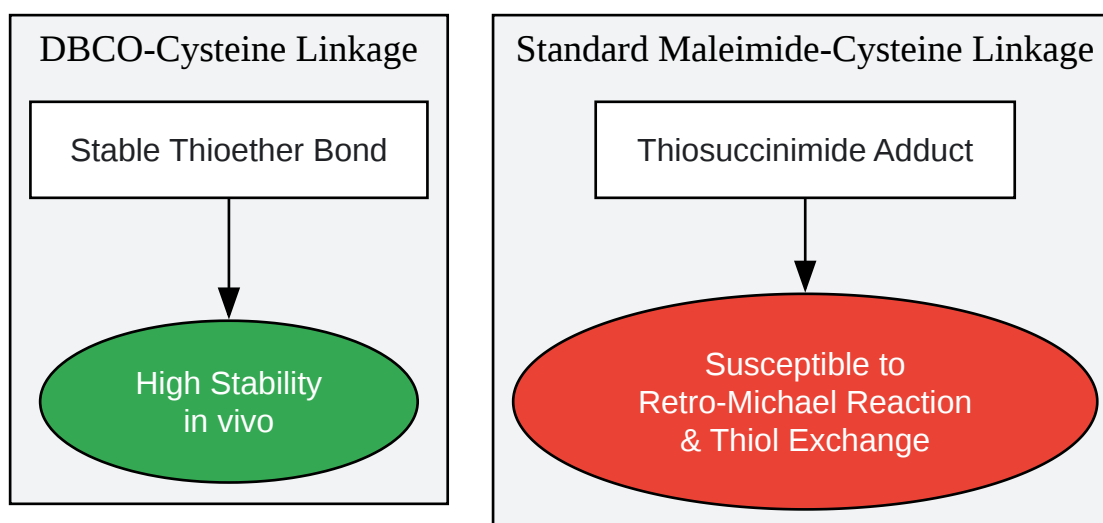 DBCO-Cysteine Linkage
Stable Thioether Bond
High Stability
in vivo
Standard Maleimide-Cysteine Linkage
Thiosuccinimide Adduct
Susceptible to
Retro-Michael Reaction
& Thiol Exchange